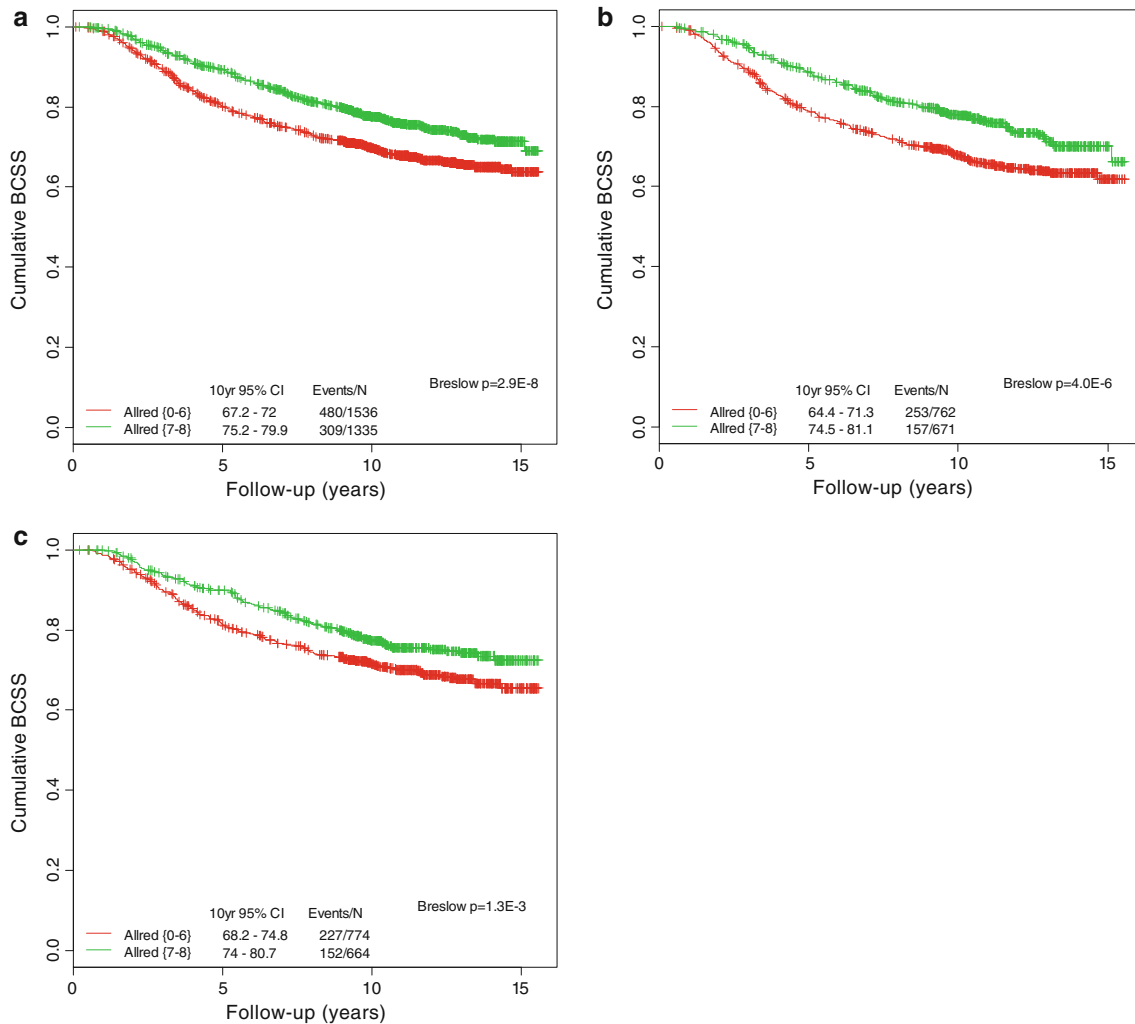 a
Cumulative BCSS
1.0
0.8
0.6
0.4
0.2
0.0
10yr 95% CI Events/N
Breslow p=2.9E-8
Allred {0-6} 67.2 - 72 480/1536
Allred {7-8} 75.2 - 79.9 309/1335
0 5 10 15
Follow-up (years)
b
Cumulative BCSS
1.0
0.8
0.6
0.4
0.2
0.0
10yr 95% CI Events/N
Breslow p=4.0E-6
Allred {0-6} 64.4 - 71.3 253/762
Allred {7-8} 74.5 - 81.1 157/671
0 5 10 15
Follow-up (years)
c
Cumulative BCSS
1.0
0.8
0.6
0.4
0.2
0.0
10yr 95% CI Events/N
Breslow p=1.3E-3
Allred {0-6} 68.2 - 74.8 227/774
Allred {7-8} 74 - 80.7 152/664
0 5 10 15
Follow-up (years)